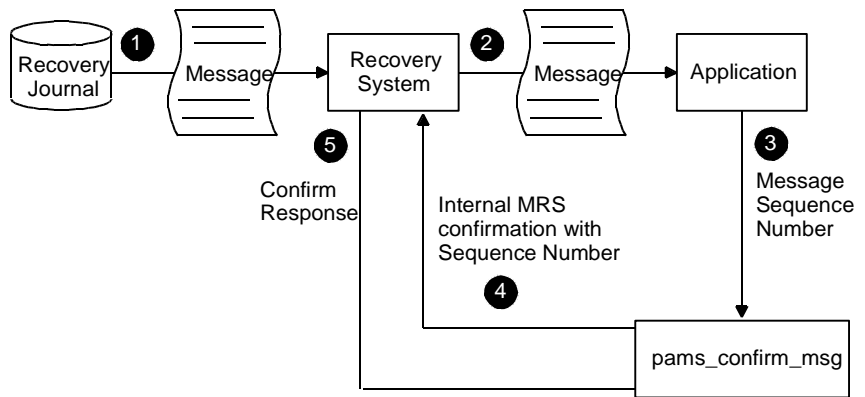 1
2
Recovery
Journal
Message
Recovery
System
Message
Application
5
3
Confirm
Response
Internal MRS
confirmation with
Sequence Number
Message
Sequence
Number
4
pams_confirm_msg